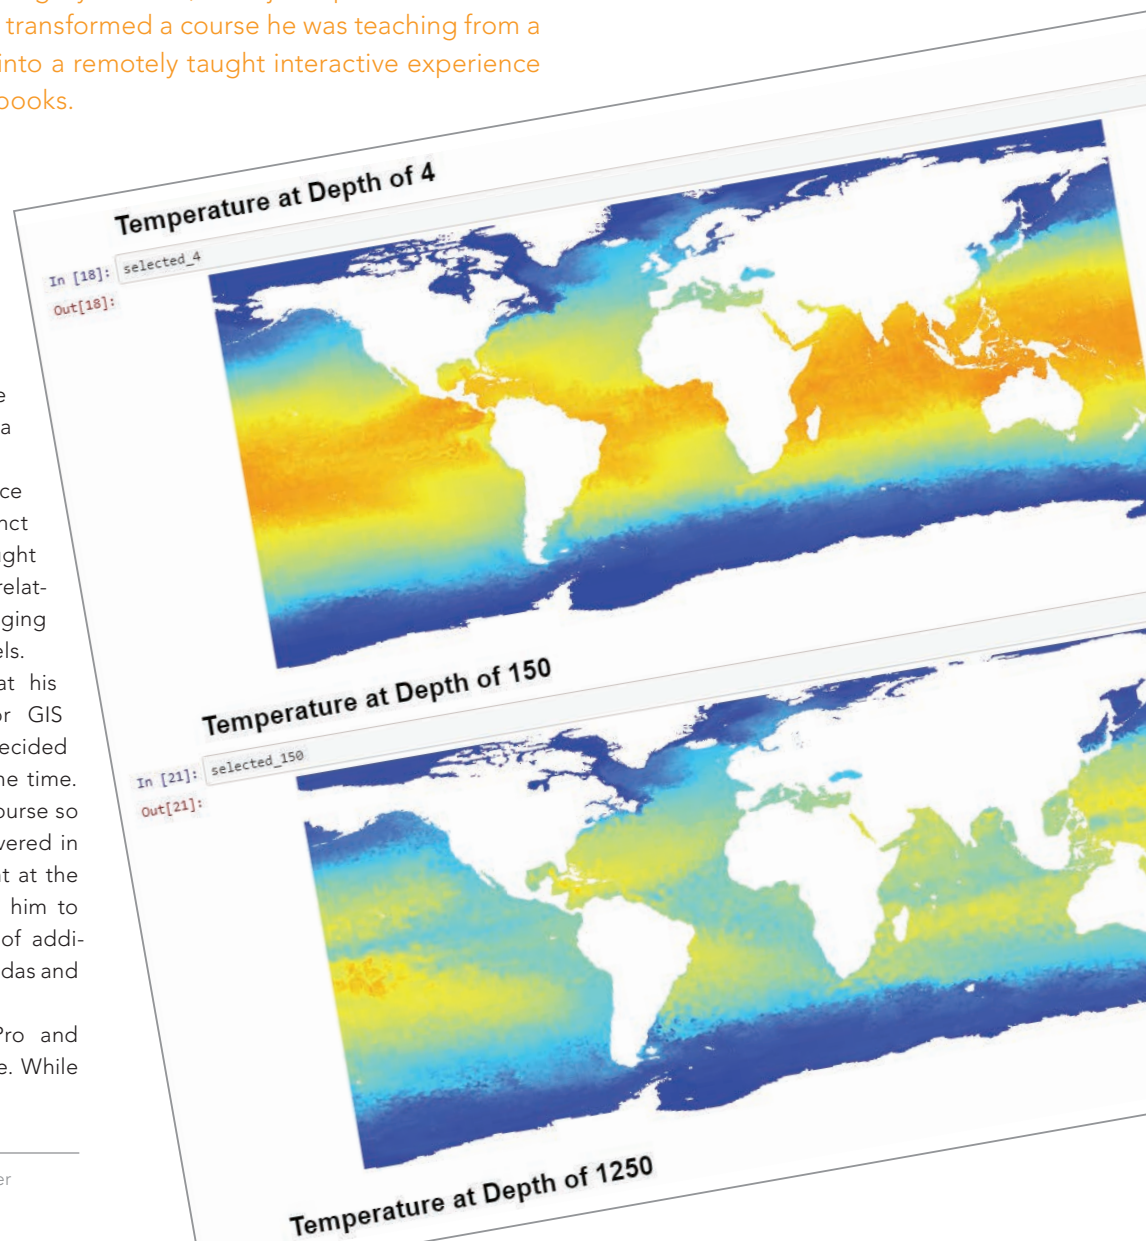 transformed a course he was teaching from a
into a remotely taught interactive experience
books.
Temperature at Depth of 4
In [18]: selected_4
Out[18]:
e
a
ce
nct
ght
relat-
ging
els.
at his
or GIS
ecided
ne time.
ourse so
vered in
nt at the
him to
of addi-
das and
Pro and
e. While
er
Temperature at Depth of 150
In [21]: selected_150
Out[21]:
Temperature at Depth of 1250